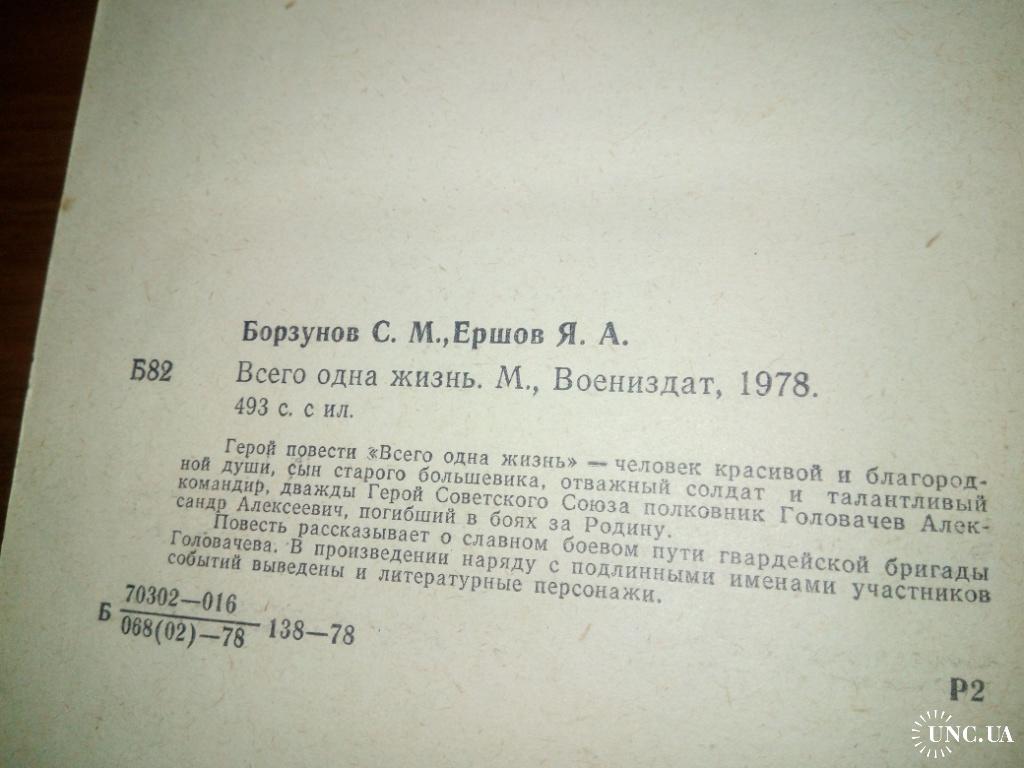 Борзунов С. М., Ершов Я. А.
Б82 Всего одна жизнь. М., Воениздат, 1978.
493 с. с ил.
Герой повести «Всего одна жизнь» — человек красивой и благород-
ной души, сын старого большевика, отважный солдат и талантливый
командир, дважды Герой Советского Союза полковник Головачев Алек-
сандр Алексеевич, погибший в боях за Родину.
Повесть рассказывает о славном боевом пути гвардейской бригады
Головачева. В произведении наряду с подлинными именами участников
событий выведены и литературные персонажи.
70302—016
Б 138—78
068(02)—78
Р2
UNC.UA